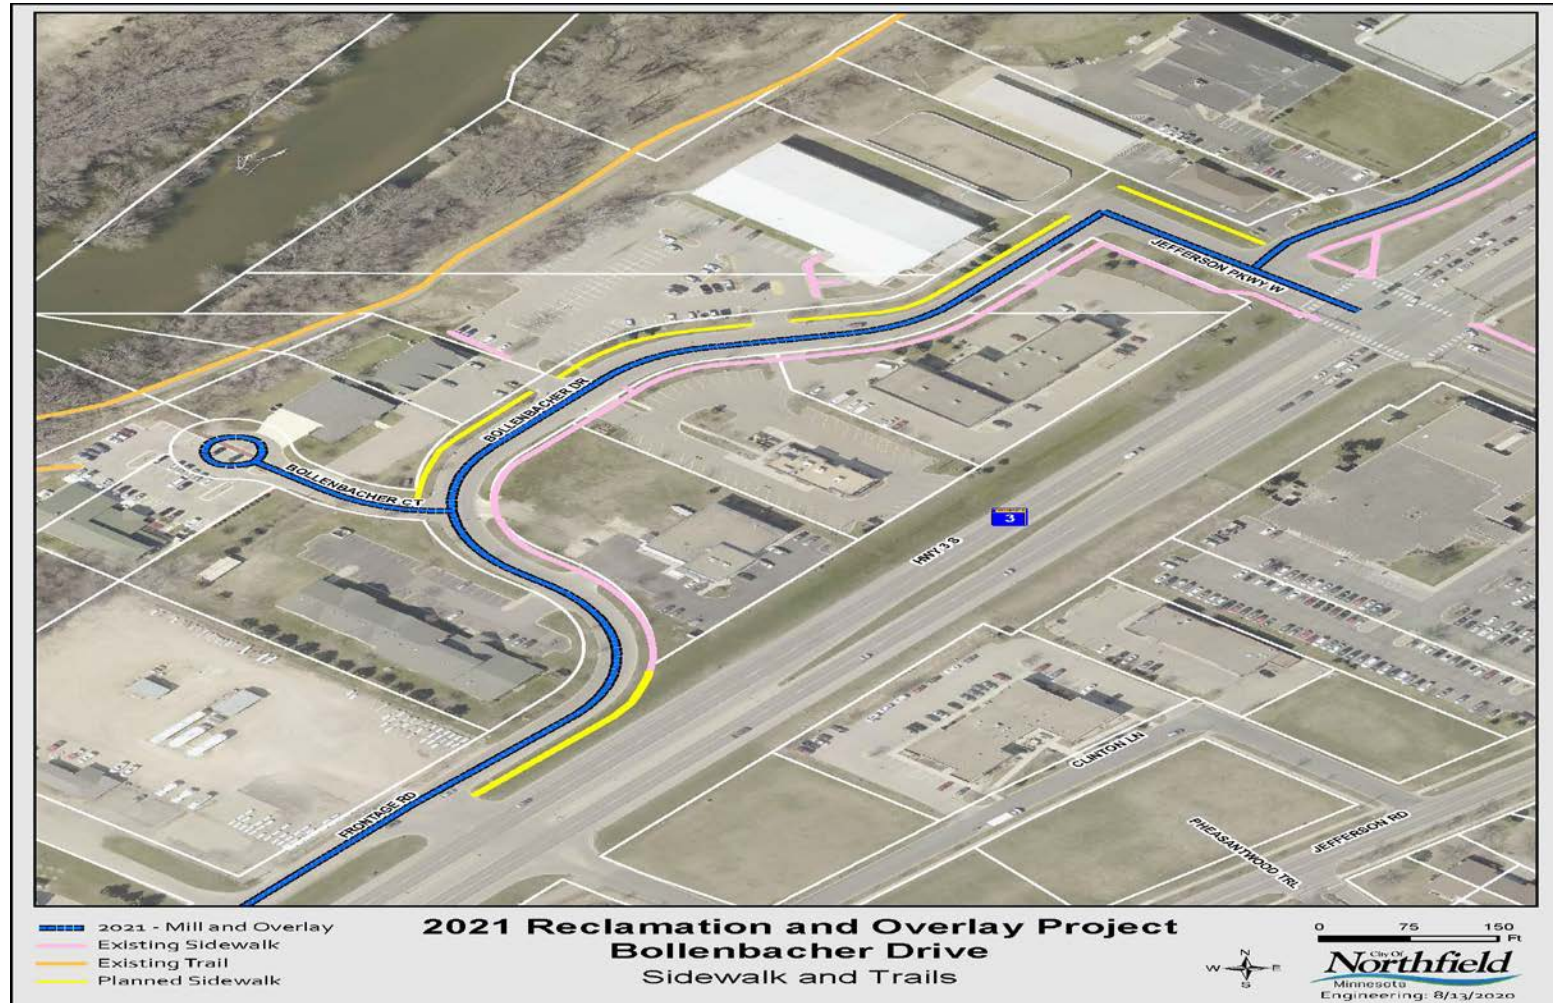 JEFFERSON PKWY W
BOLLENBACHER DR
BOLLENBACHER CT
3
HWY 3 S
FRONTAGE RD
CLINTON LN
JEFFERSON RD
PHEASANTWOOD TRL
2021 - Mill and Overlay
Existing Sidewalk
Existing Trail
Planned Sidewalk
2021 Reclamation and Overlay Project
Bollenbacher Drive
Sidewalk and Trails
N
W E
S
0 75 150
Ft
City Of
Northfield
Minnesota
Engineering: 8/13/2020